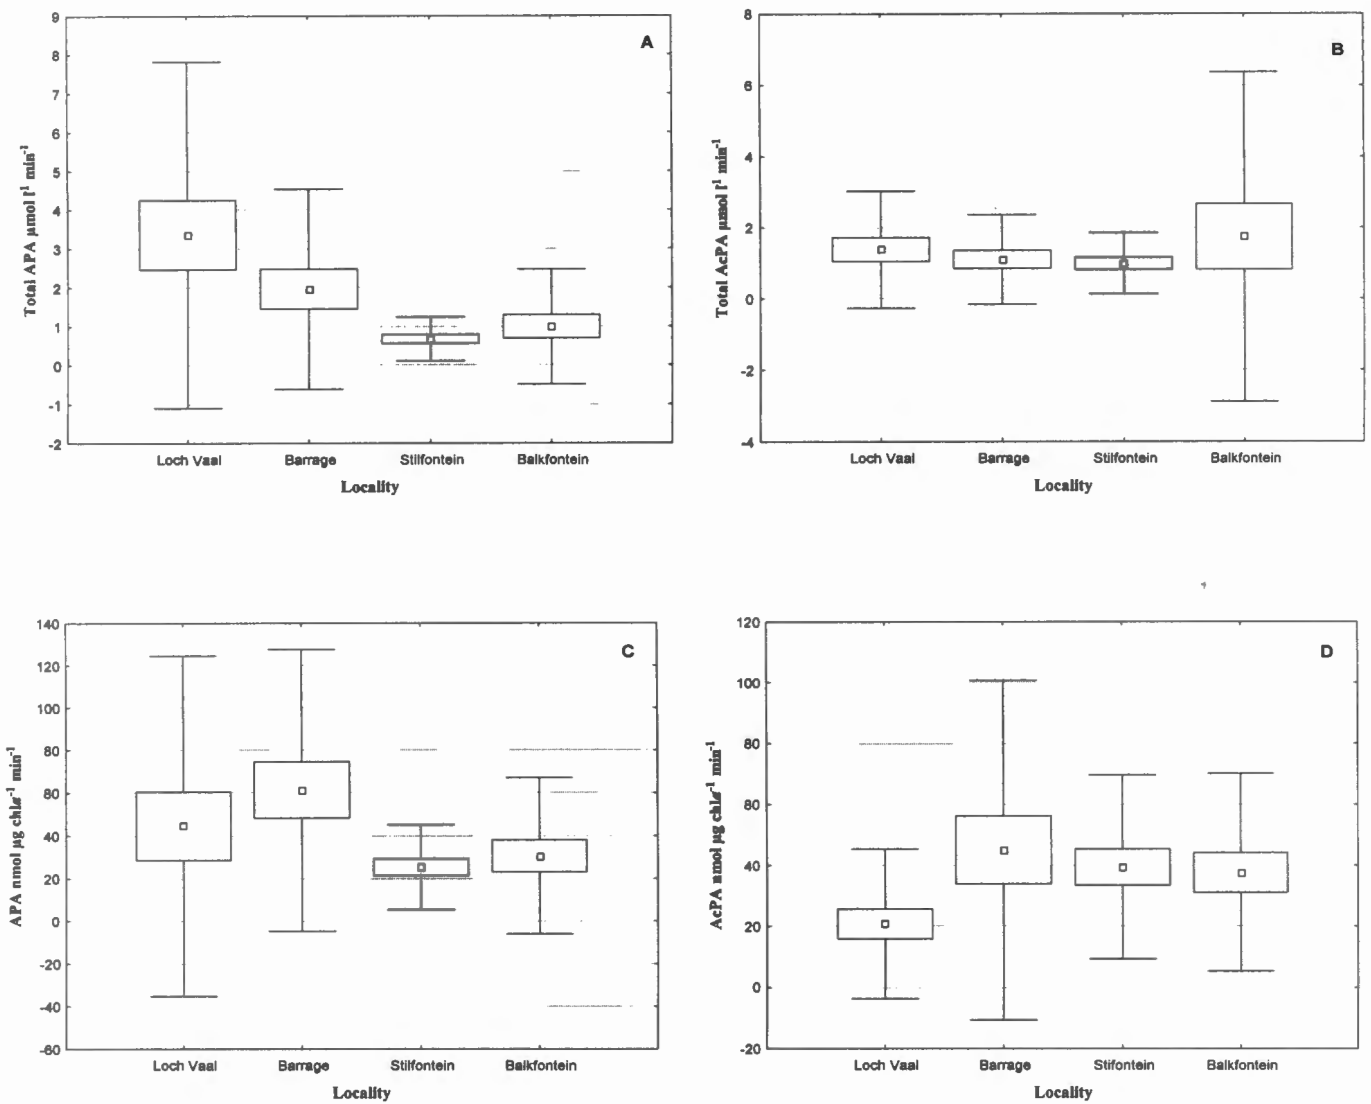 A
Total APA µmol l¹ min⁻¹
9
8
7
6
5
4
3
2
1
0
-1
-2
Loch Vaal Barrage Stilfontein Balkfontein
Locality
B
Total AcPA µmol l¹ min⁻¹
8
6
4
2
0
-2
-4
Loch Vaal Barrage Stilfontein Balkfontein
Locality
C
APA nmol µg chla⁻¹ min⁻¹
140
120
100
80
60
40
20
0
-20
-40
-60
Loch Vaal Barrage Stilfontein Balkfontein
Locality
D
AcPA nmol µg chla⁻¹ min⁻¹
120
100
80
60
40
20
0
-20
Loch Vaal Barrage Stilfontein Balkfontein
Locality